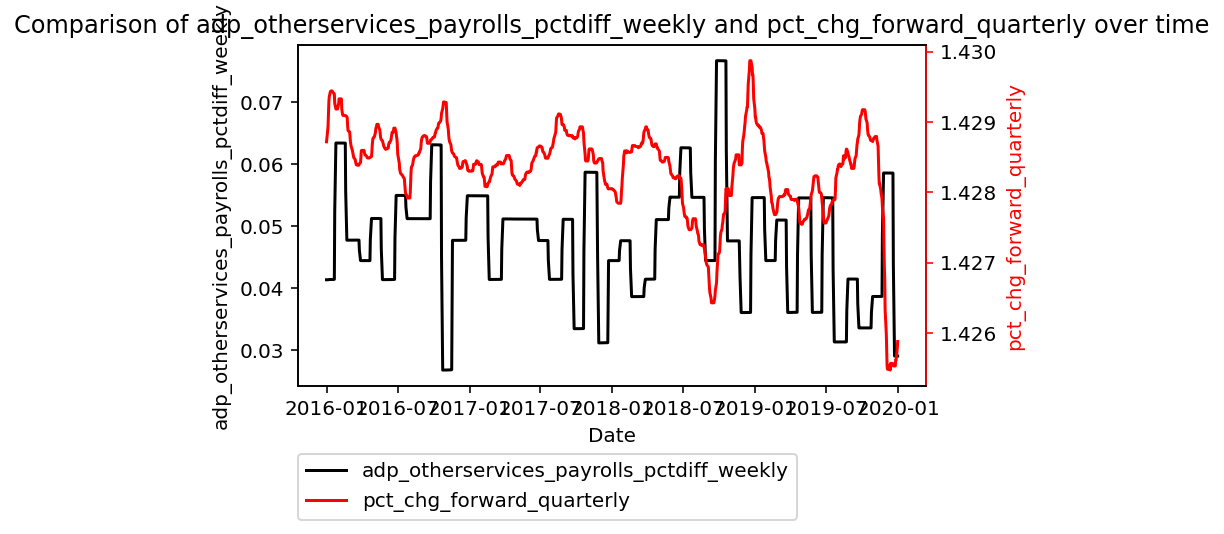 Comparison of adp_otherservices_payrolls_pctdiff_weekly and pct_chg_forward_quarterly over time
adp_otherservices_payrolls_pctdiff_weekly
0.07
0.06
0.05
0.04
0.03
1.430
1.429
1.428
1.427
1.426
pct_chg_forward_quarterly
2016-01 2016-07 2017-01 2017-07 2018-01 2018-07 2019-01 2019-07 2020-01
Date
adp_otherservices_payrolls_pctdiff_weekly
pct_chg_forward_quarterly